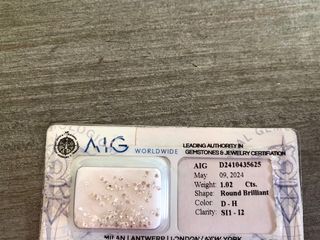 AIG
WORLDWIDE
LEADING AUTHORITY IN
GEMSTONES & JEWELRY CERTIFIATION
AIG D2410435625
May 09, 2024
Weight: 1.02 Cts.
Shape: Round Brilliant
Color: D - H
Clarity: SI1 - I2
MILAN | ANTWERP | LONDON | NEW YORK